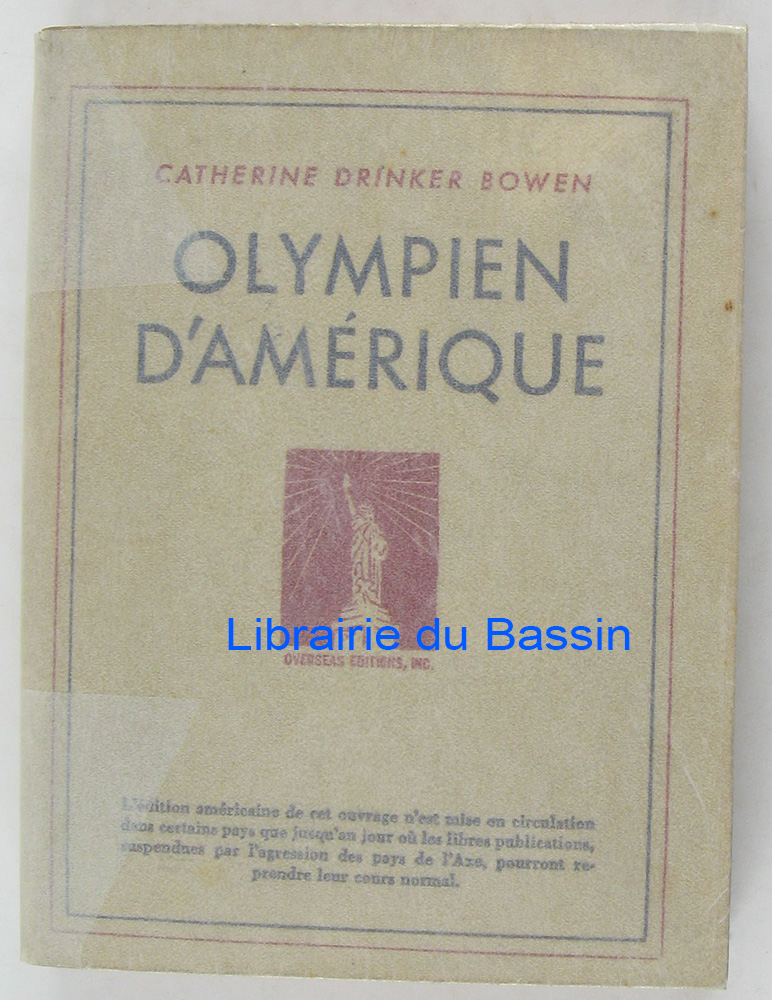 CATHERINE DRINKER BOWEN
OLYMPIEN
D'AMÉRIQUE
Librairie du Bassin
OVERSEAS EDITIONS, INC.
L'édition américaine de cet ouvrage n'est mise en circulation
dans certains pays que jusqu'au jour où les libres publications,
suspendues par l'agression des pays de l'Axe, pourront re-
prendre leur cours normal.